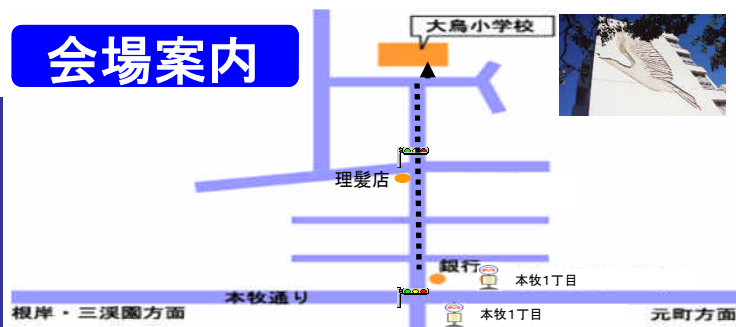 会場案内
大鳥小学校
理髪店
銀行
BUS
本牧1丁目
本牧通り
根岸・三渓園方面
BUS
本牧1丁目
元町方面